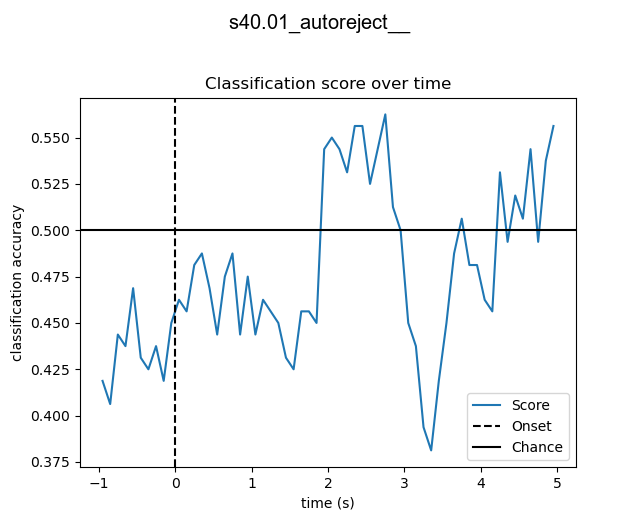 s40.01_autoreject__
Classification score over time
classification accuracy
0.550
0.525
0.500
0.475
0.450
0.425
0.400
0.375
−1
0
1
2
3
4
5
time (s)
Score
Onset
Chance